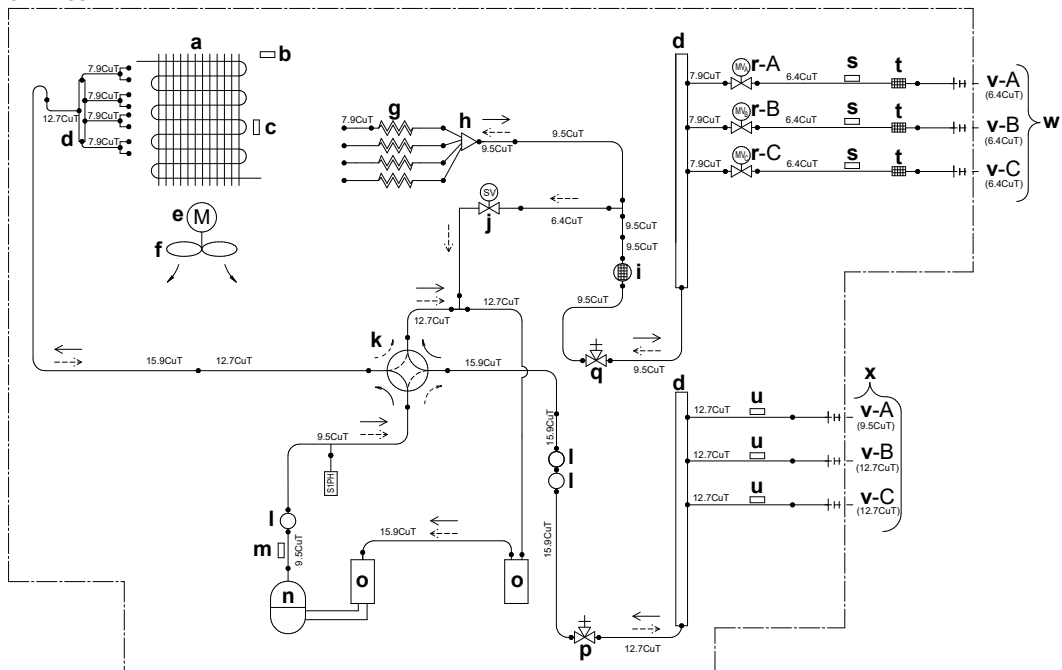 a
b
7.9CuT
7.9CuT
7.9CuT
7.9CuT
12.7CuT
d
c
e
M
f
7.9CuT
g
h
9.5CuT
9.5CuT
SV
j
6.4CuT
9.5CuT
9.5CuT
i
9.5CuT
q
9.5CuT
d
7.9CuT
r-A
6.4CuT
s
t
v-A
(6.4CuT)
7.9CuT
r-B
6.4CuT
s
t
v-B
(6.4CuT)
7.9CuT
r-C
6.4CuT
s
t
v-C
(6.4CuT)
w
12.7CuT
12.7CuT
k
15.9CuT
12.7CuT
15.9CuT
9.5CuT
S1PH
15.9CuT
l
l
l
m
9.5CuT
n
15.9CuT
o
o
15.9CuT
p
12.7CuT
d
x
12.7CuT
u
v-A
(9.5CuT)
12.7CuT
u
v-B
(12.7CuT)
12.7CuT
u
v-C
(12.7CuT)